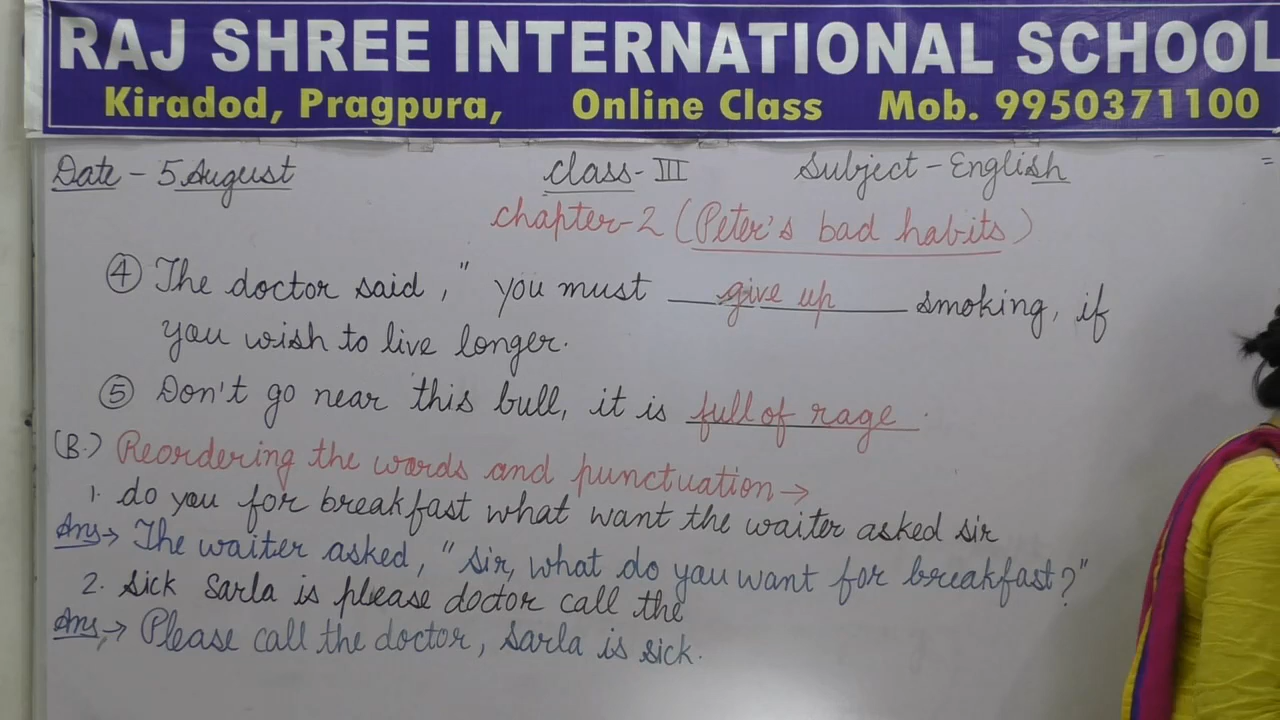 RAJ SHREE INTERNATIONAL SCHOOL
Kiradod, Pragpura, Online Class Mob. 9950371100
Date - 5 August Class - III Subject - English =
Chapter-2 (Peter's bad habits)
④ The doctor said, " you must give up smoking, if
you wish to live longer.
⑤ Don't go near this bull, it is full of rage.
(B.) Reordering the words and punctuation →
1. do you for breakfast what want the waiter asked sir
Ans → The waiter asked, " Sir, what do you want for breakfast?"
2. Sick Sarla is please doctor call the
Ans, → Please call the doctor, Sarla is sick.